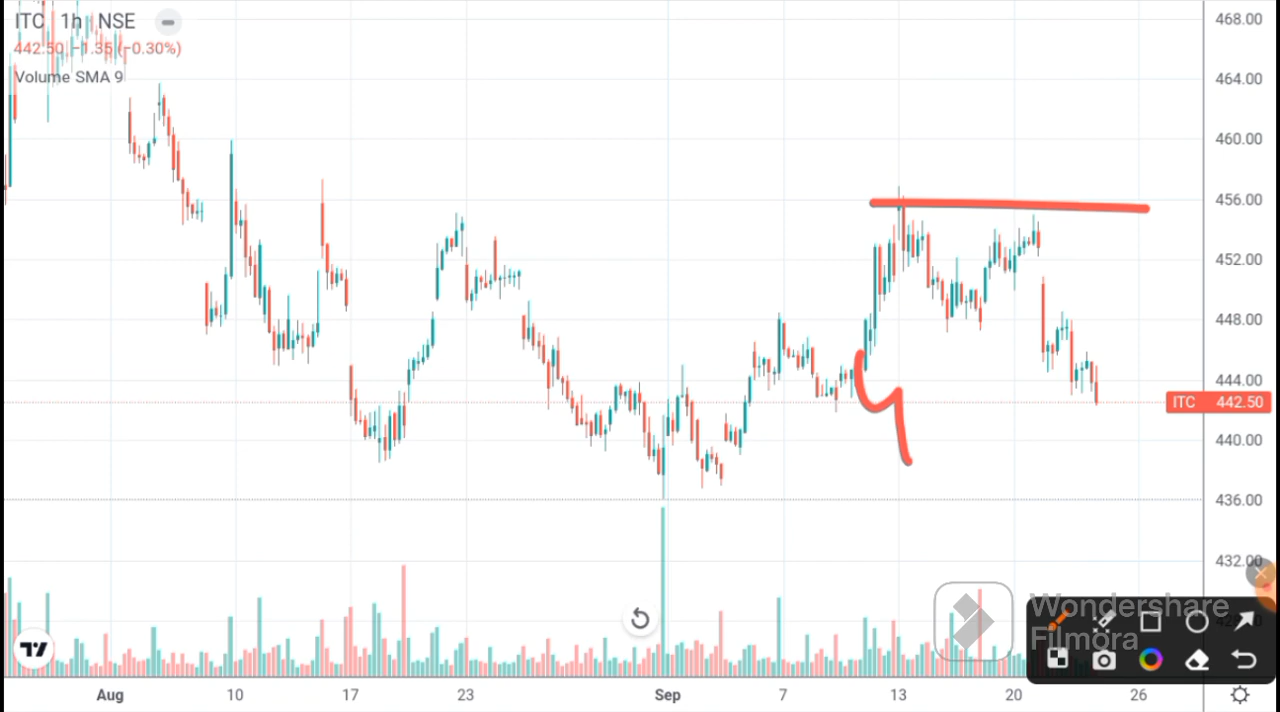 ITC 1h NSE
442.50 −1.35 (−0.30%)
Volume SMA 9
468.00
464.00
460.00
456.00
452.00
448.00
444.00
ITC 442.50
440.00
436.00
432.00
Wondershare
Filmora
Aug 10 17 23 Sep 7 13 20 26